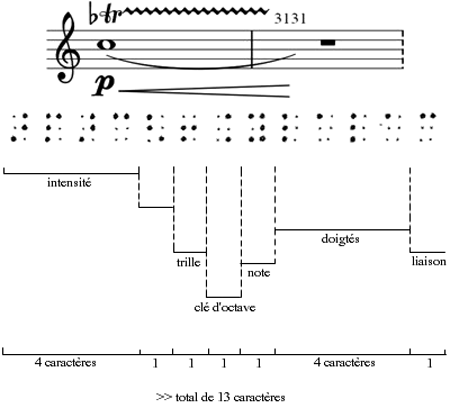 ♭tr
3131
p
⠜⠏⠜⠉⠣⠖⠐⠽⠇⠁⠇⠁⠉
intensité
trille
clé d'octave
note
doigtés
liaison
4 caractères 1 1 1 1 4 caractères 1
>> total de 13 caractères